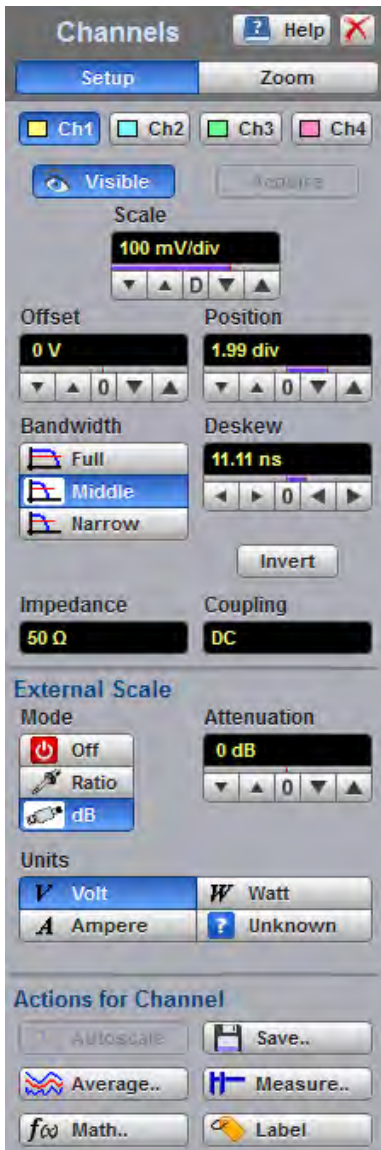 Channels ? Help
Setup Zoom
Ch1 Ch2 Ch3 Ch4
Visible Acquire
Scale
100 mV/div
D
Offset Position
0 V 1.99 div
0 0
Bandwidth Deskew
Full 11.11 ns
Middle 0
Narrow
Invert
Impedance Coupling
50 Ω DC
External Scale
Mode Attenuation
Off 0 dB
Ratio 0
dB
Units
V Volt W Watt
A Ampere ? Unknown
Actions for Channel
Autoscale Save..
Average.. Measure..
f(x) Math.. Label